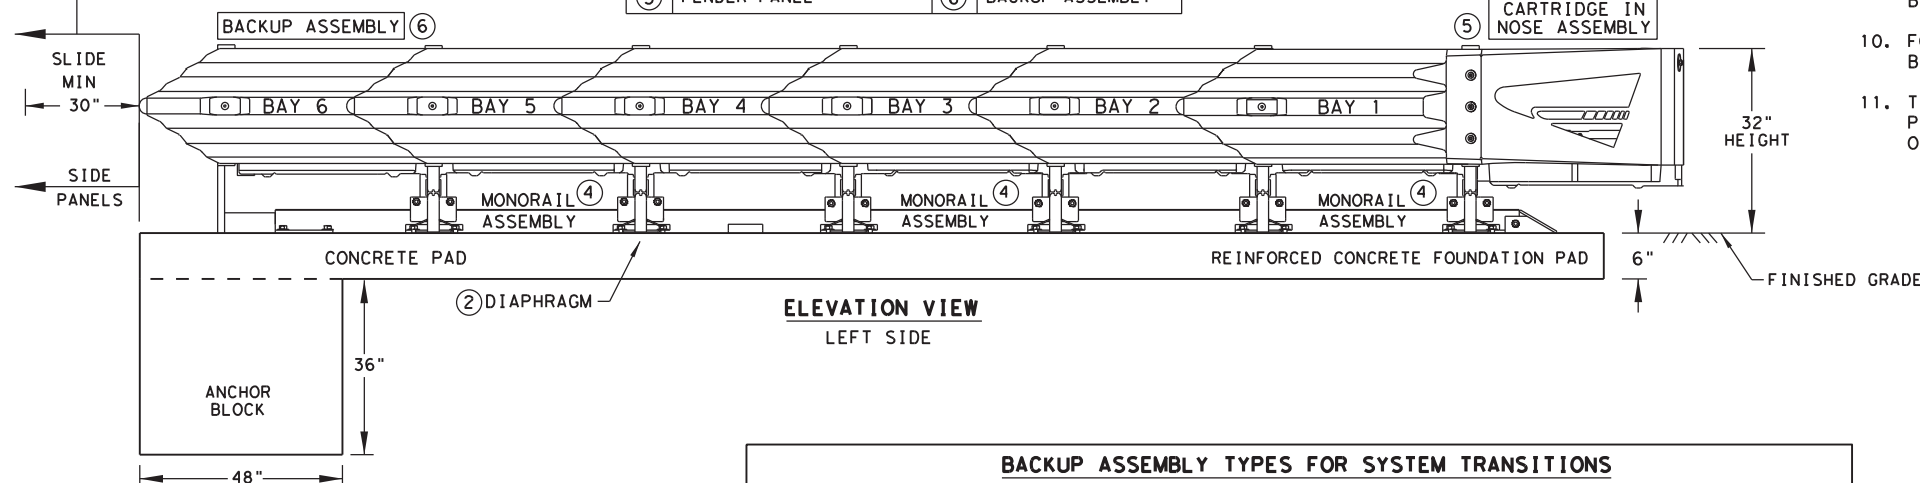 BACKUP ASSEMBLY 6
5
CARTRIDGE IN
NOSE ASSEMBLY
SLIDE
MIN
30"
BAY 6
BAY 5
BAY 4
BAY 3
BAY 2
BAY 1
32"
HEIGHT
10.
11.
SIDE
PANELS
MONORAIL 4
ASSEMBLY
MONORAIL 4
ASSEMBLY
MONORAIL 4
ASSEMBLY
CONCRETE PAD
REINFORCED CONCRETE FOUNDATION PAD
6"
FINISHED GRADE
2 DIAPHRAGM
ELEVATION VIEW
LEFT SIDE
36"
ANCHOR
BLOCK
48"
BACKUP ASSEMBLY TYPES FOR SYSTEM TRANSITIONS